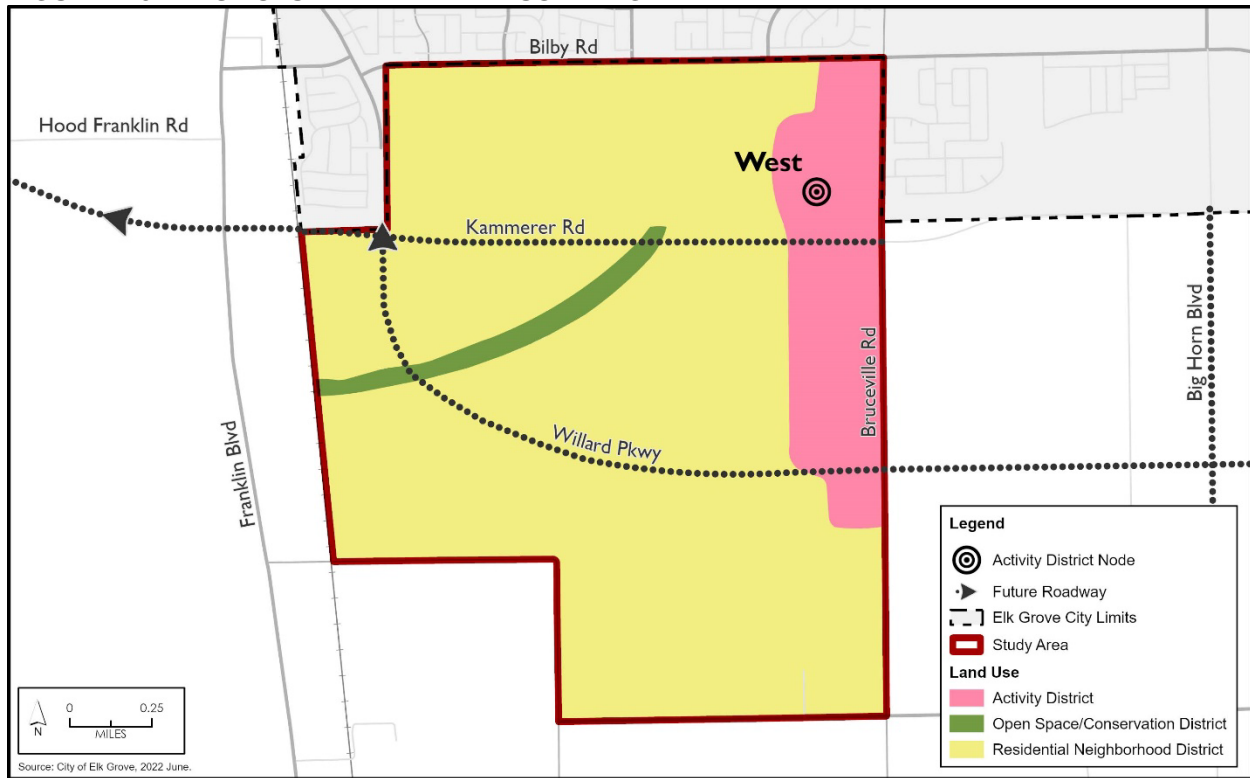 Bilby Rd
Hood Franklin Rd
West
Kammerer Rd
Big Horn Blvd
Bruceville Rd
Franklin Blvd
Willard Pkwy
Legend
Activity District Node
Future Roadway
Elk Grove City Limits
Study Area
Land Use
Activity District
Open Space/Conservation District
Residential Neighborhood District
0 0.25
N MILES
Source: City of Elk Grove, 2022 June.